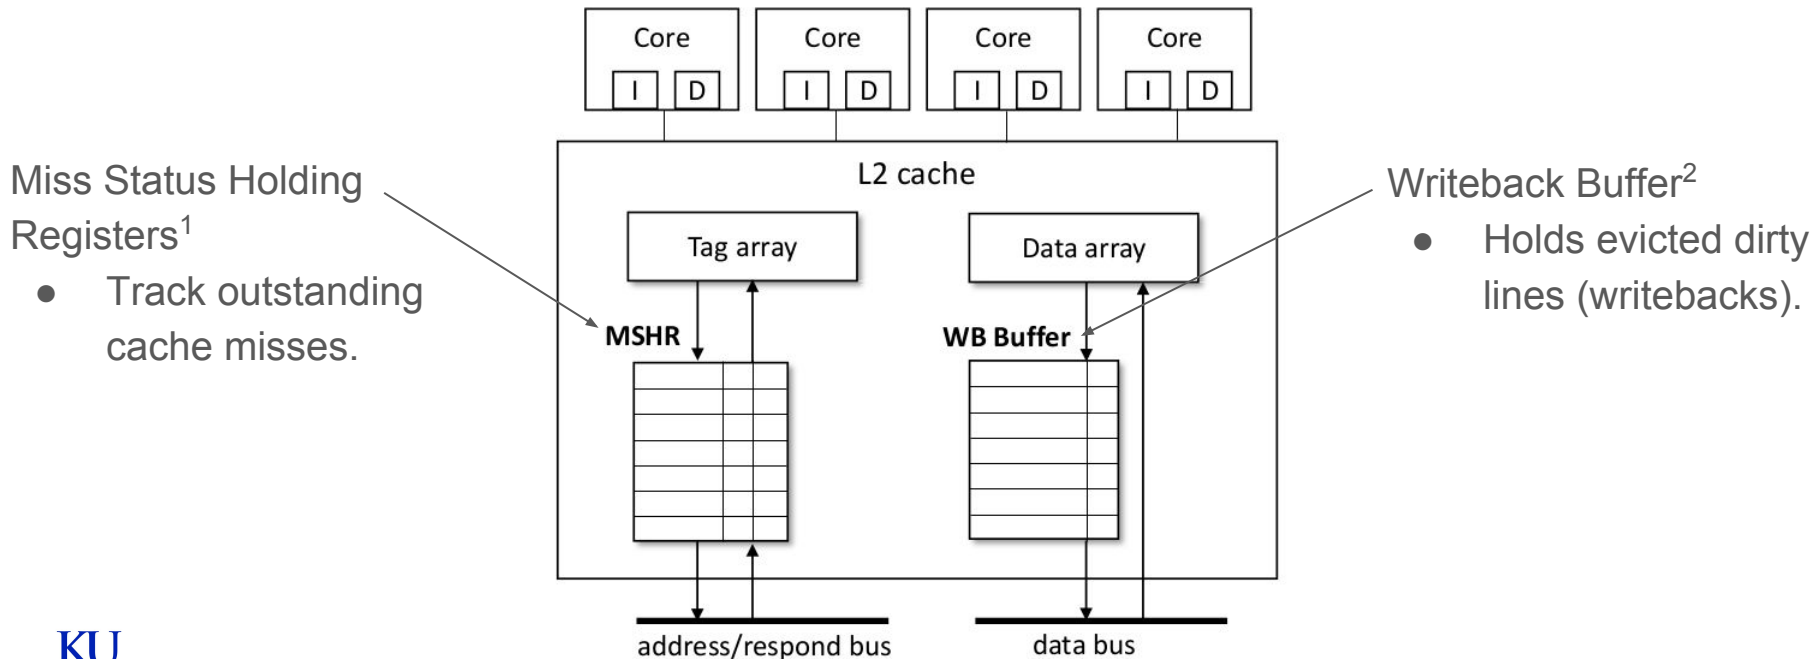 Core Core Core Core
I D I D I D I D
Miss Status Holding
Registers1
● Track outstanding
cache misses.
L2 cache
Tag array
Data array
MSHR
WB Buffer
address/respond bus
data bus
Writeback Buffer2
● Holds evicted dirty
lines (writebacks).
KU